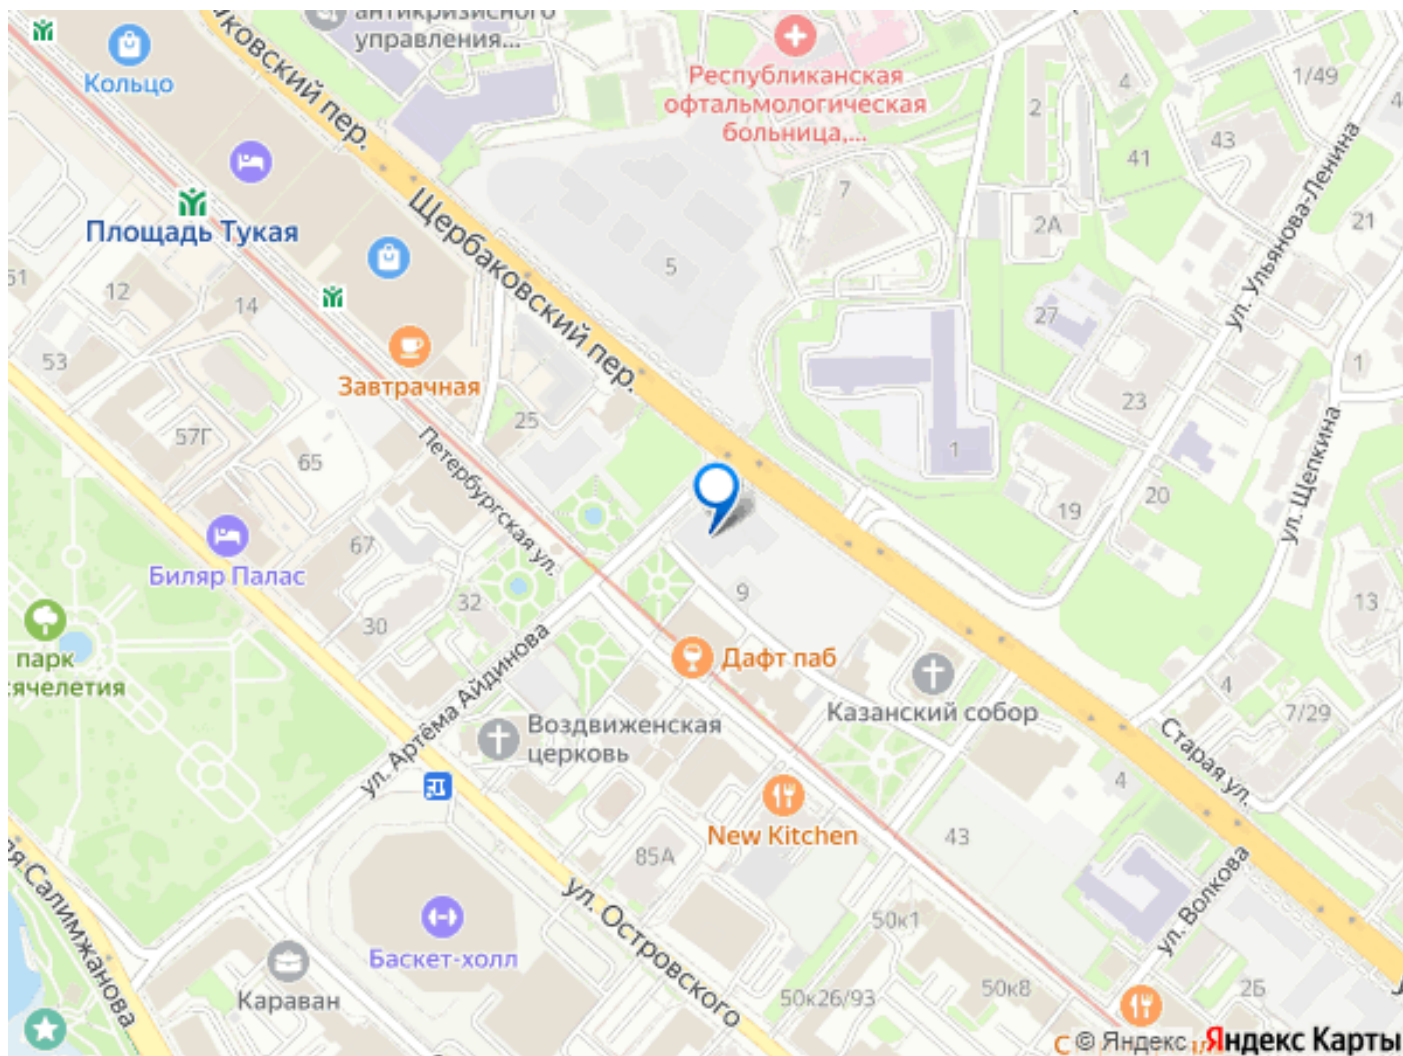 антикризисного
управления...
Кольцо
Республиканская
офтальмологическая
больница,...
4
1/49
2
43
41
7
Щербаковский пер.
Площадь Тукая
2А
21
5
51
12
14
27
ул. Ульянова-Ленина
53
Завтрачная
1
23
25
57Г
65
Петербургская ул.
1
ул. Щепкина
20
19
67
Биляр Палас
32
9
13
30
парк
сячелетия
Дафт паб
ул. Артёма Айдинова
4
Казанский собор
7/29
Воздвиженская
церковь
Старая ул.
4
New Kitchen
43
85А
ул. Волкова
ул. Островского
50к1
Баскет-холл
Салимжанова
Караван
50к26/93
50к8
2Б
© Яндекс
Яндекс Карты